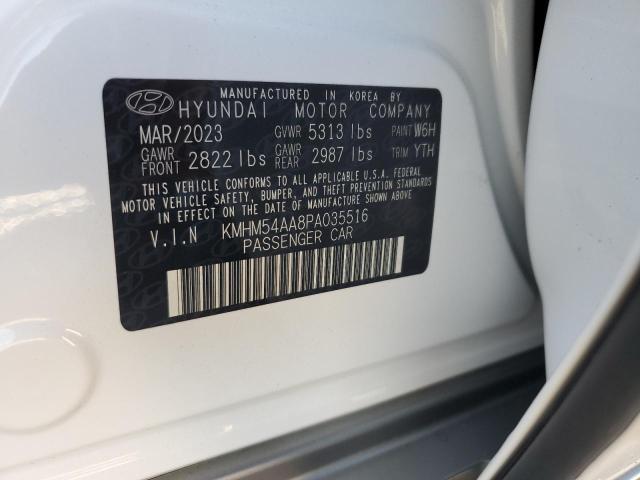 MANUFACTURED IN KOREA BY
HYUNDAI MOTOR COMPANY
MAR/2023 GVWR 5313 lbs PAINT W6H
GAWR FRONT 2822 lbs GAWR REAR 2987 lbs TRIM YTH
THIS VEHICLE CONFORMS TO ALL APPLICABLE U.S.A. FEDERAL
MOTOR VEHICLE SAFETY, BUMPER, AND THEFT PREVENTION STANDARDS
IN EFFECT ON THE DATE OF MANUFACTURE SHOWN ABOVE.
V.I.N KMHM54AA8PA035516
PASSENGER CAR